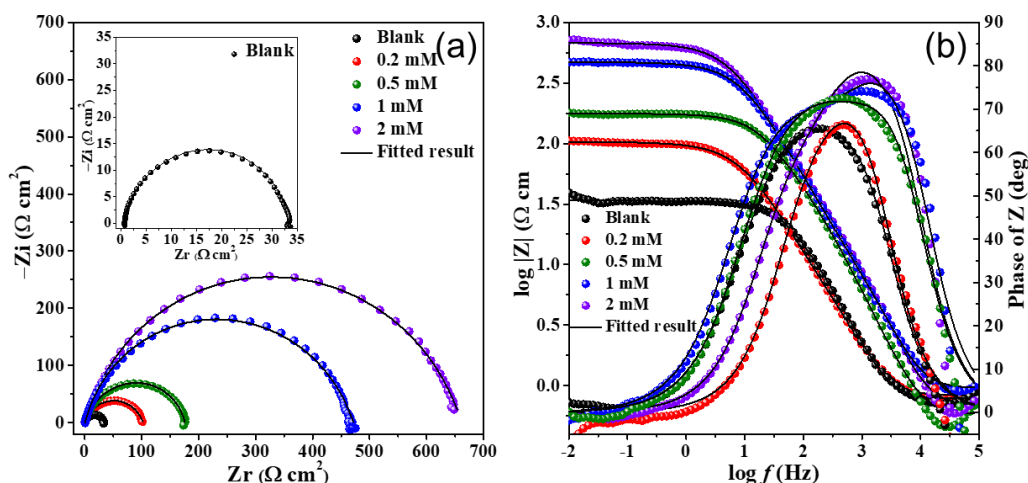 (a)
Blank
0.2 mM
0.5 mM
1 mM
2 mM
Fitted result
700
600
500
400
300
200
100
0
−Zi (Ω cm²)
0 100 200 300 400 500 600 700
Zr (Ω cm²)
Blank
35
30
25
20
15
10
5
0
−Zi (Ω cm²)
0 5 10 15 20 25 30 35
Zr (Ω cm²)
(b)
3.0
2.5
2.0
1.5
1.0
0.5
0.0
log |Z| (Ω cm
Blank
0.2 mM
0.5 mM
1 mM
2 mM
Fitted result
-2 -1 0 1 2 3 4 5
log f (Hz)
90
80
70
60
50
40
30
20
10
0
Phase of Z (deg)